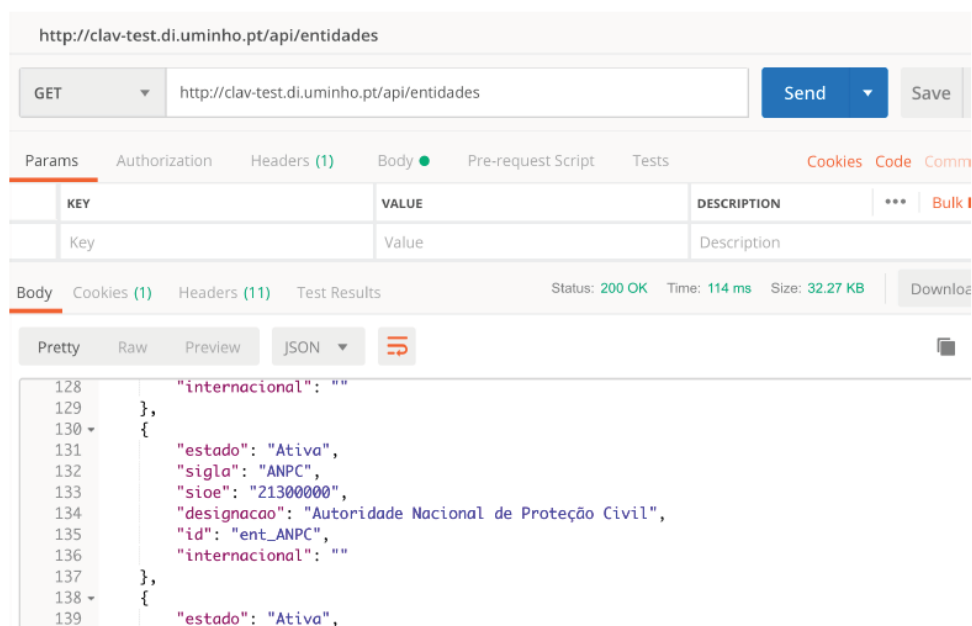 http://clav-test.di.uminho.pt/api/entidades
GET http://clav-test.di.uminho.pt/api/entidades Send Save
Params Authorization Headers (1) Body Pre-request Script Tests Cookies Code Comm
KEY VALUE DESCRIPTION ••• Bulk
Key Value Description
Body Cookies (1) Headers (11) Test Results Status: 200 OK Time: 114 ms Size: 32.27 KB Downloa
Pretty Raw Preview JSON
128 "internacional": ""
129 },
130 {
131 "estado": "Ativa",
132 "sigla": "ANPC",
133 "sioe": "21300000",
134 "designacao": "Autoridade Nacional de Proteção Civil",
135 "id": "ent_ANPC",
136 "internacional": ""
137 },
138 {
139 "estado": "Ativa",